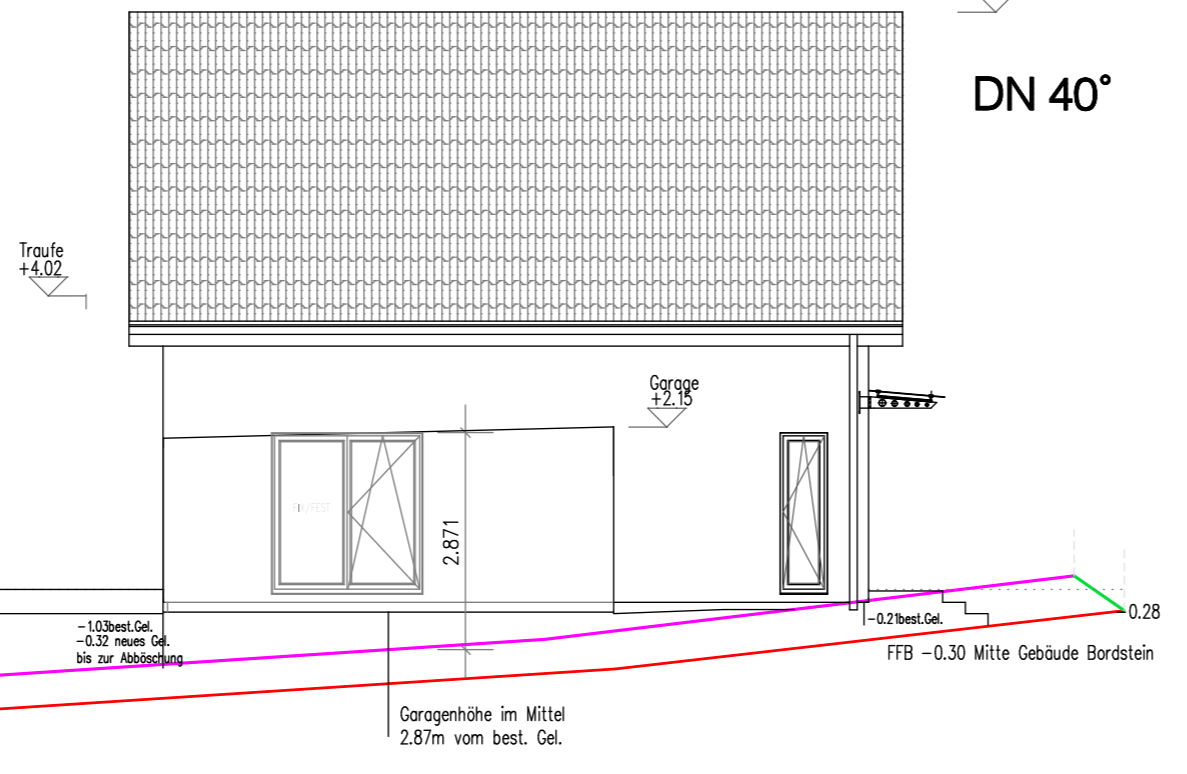 DN 40°
Traufe
+4.02
Garage
+2.15
FIX/FEST
2.871
-1.03best.Gel.
-0.32 neues Gel.
bis zur Abböschung
-0.21best.Gel.
-0.28
FFB -0.30 Mitte Gebäude Bordstein
Garagenhöhe im Mittel
2.87m vom best. Gel.